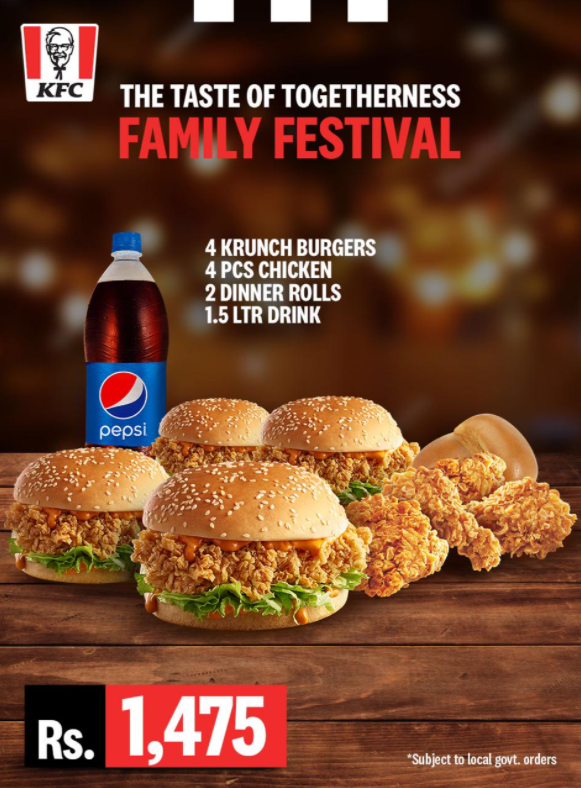 KFC
THE TASTE OF TOGETHERNESS
FAMILY FESTIVAL
4 KRUNCH BURGERS
4 PCS CHICKEN
2 DINNER ROLLS
1.5 LTR DRINK
pepsi
Rs. 1,475
*Subject to local govt. orders